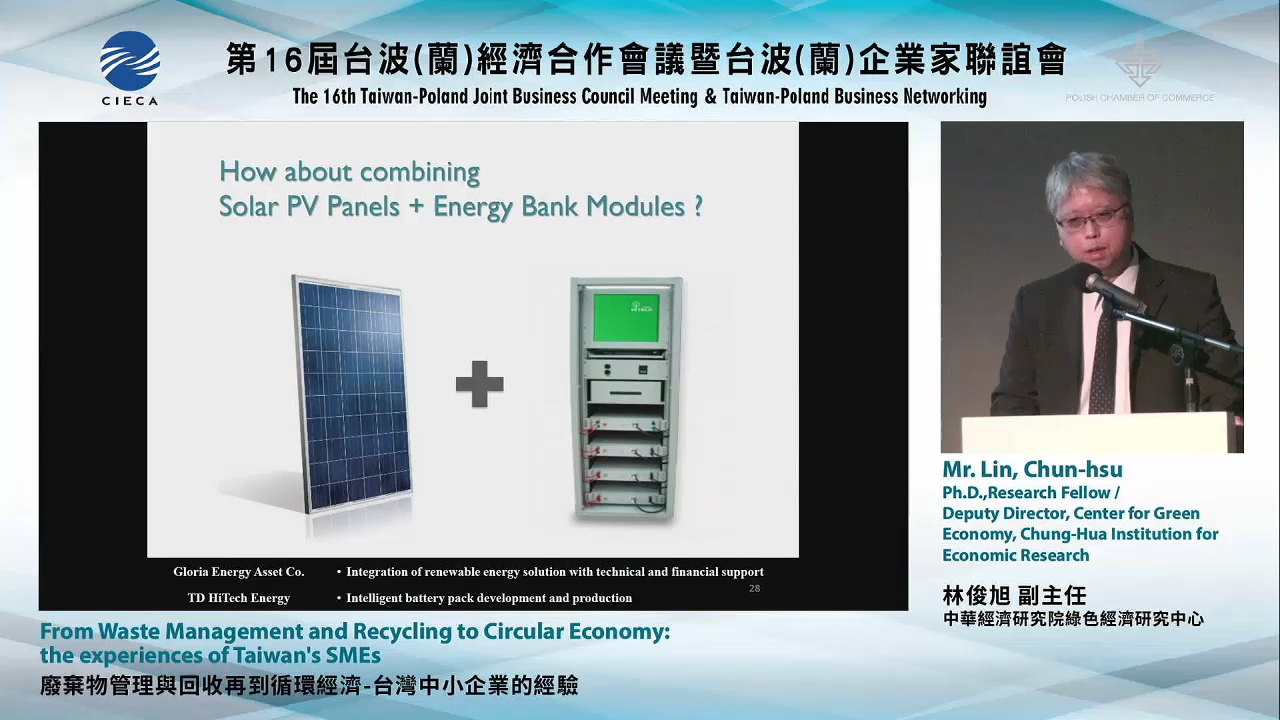 CIECA
第16屆台波(蘭)經濟合作會議暨台波(蘭)企業家聯誼會
The 16th Taiwan-Poland Joint Business Council Meeting & Taiwan-Poland Business Networking
POLISH CHAMBER OF COMMERCE
How about combining
Solar PV Panels + Energy Bank Modules ?
HITECH
Gloria Energy Asset Co. • Integration of renewable energy solution with technical and financial support
28
TD HiTech Energy • Intelligent battery pack development and production
Mr. Lin, Chun-hsu
Ph.D.,Research Fellow /
Deputy Director, Center for Green
Economy, Chung-Hua Institution for
Economic Research
林俊旭 副主任
中華經濟研究院綠色經濟研究中心
From Waste Management and Recycling to Circular Economy:
the experiences of Taiwan's SMEs
廢棄物管理與回收再到循環經濟-台灣中小企業的經驗